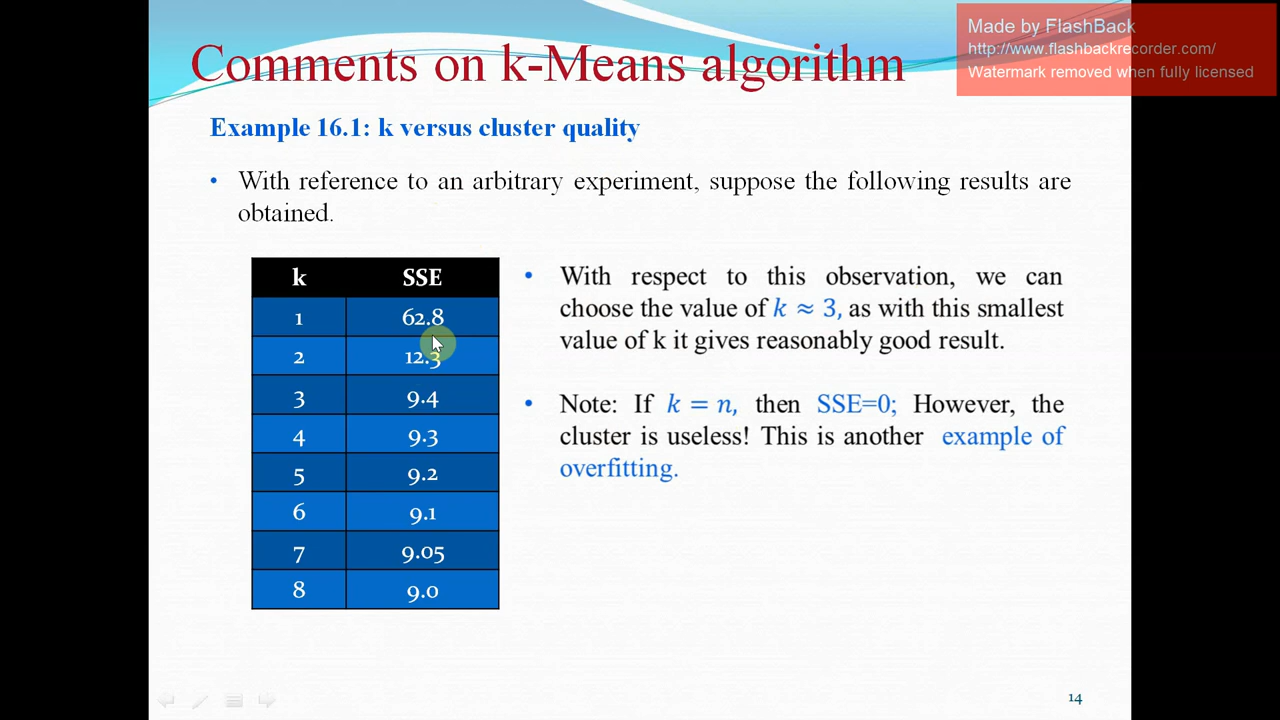 Made by FlashBack
http://www.flashbackrecorder.com/
Watermark removed when fully licensed
Comments on k-Means algorithm
Example 16.1: k versus cluster quality
• With reference to an arbitrary experiment, suppose the following results are
obtained.
k SSE
1 62.8
2 12.3
3 9.4
4 9.3
5 9.2
6 9.1
7 9.05
8 9.0
• With respect to this observation, we can
choose the value of k ≈ 3, as with this smallest
value of k it gives reasonably good result.
• Note: If k = n, then SSE=0; However, the
cluster is useless! This is another example of
overfitting.
14